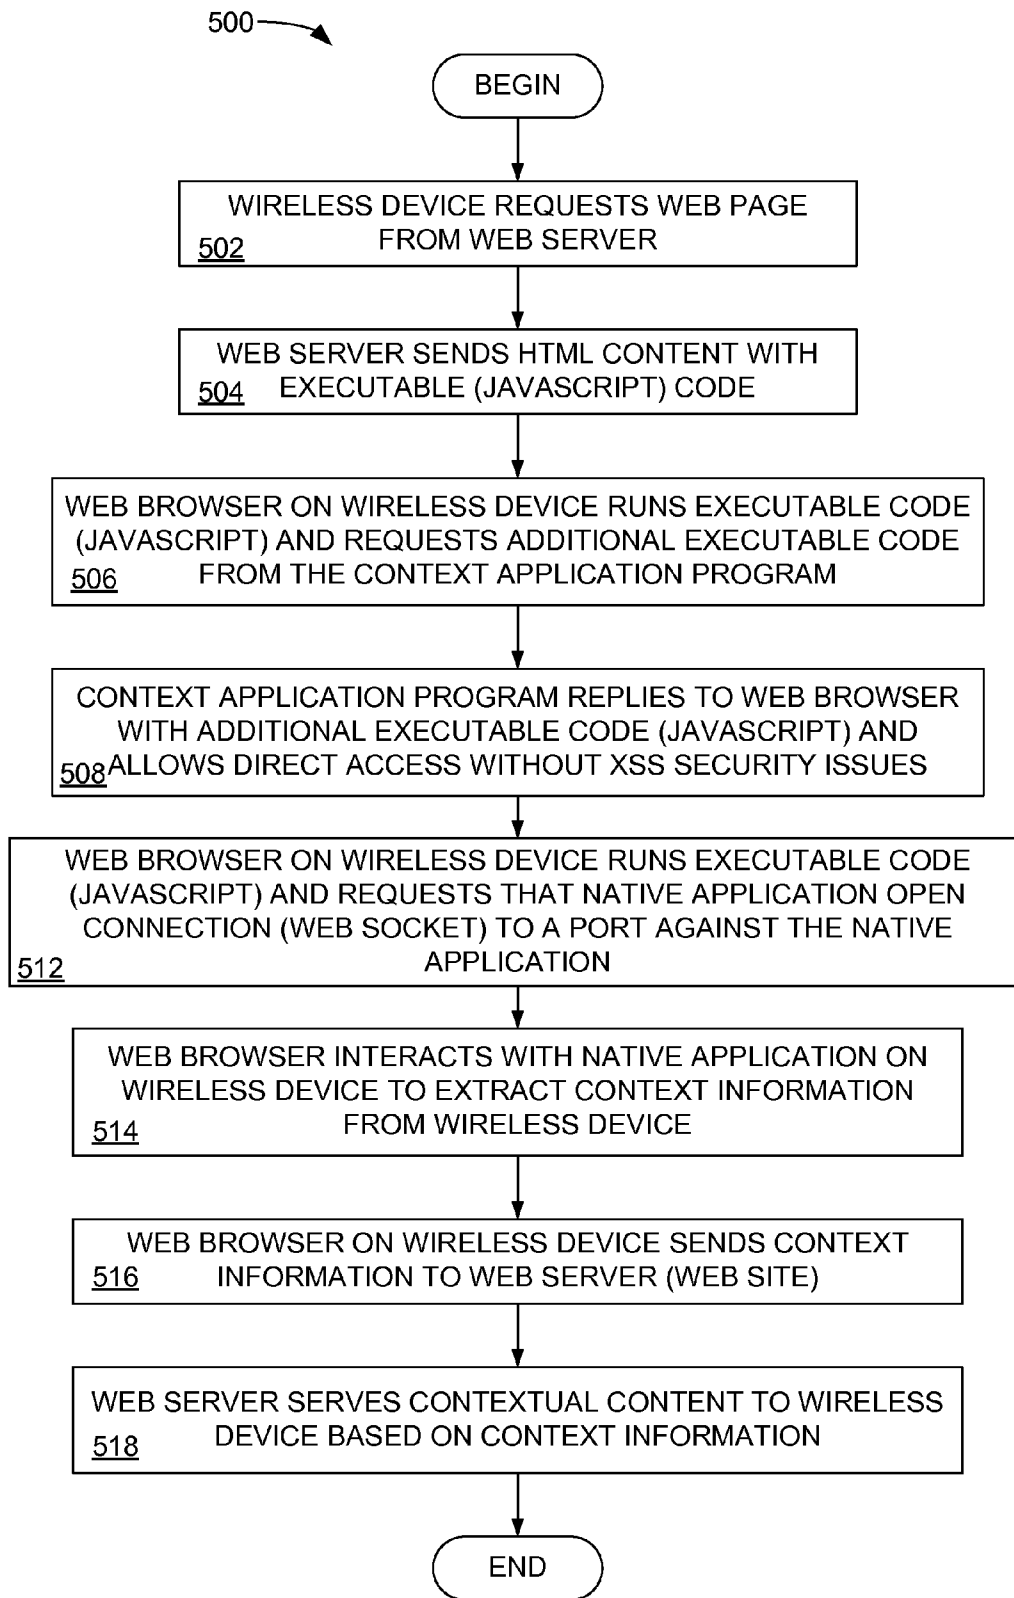 500
BEGIN
WIRELESS DEVICE REQUESTS WEB PAGE
FROM WEB SERVER
502
WEB SERVER SENDS HTML CONTENT WITH
EXECUTABLE (JAVASCRIPT) CODE
504
WEB BROWSER ON WIRELESS DEVICE RUNS EXECUTABLE CODE
(JAVASCRIPT) AND REQUESTS ADDITIONAL EXECUTABLE CODE
FROM THE CONTEXT APPLICATION PROGRAM
506
CONTEXT APPLICATION PROGRAM REPLIES TO WEB BROWSER
WITH ADDITIONAL EXECUTABLE CODE (JAVASCRIPT) AND
ALLOWS DIRECT ACCESS WITHOUT XSS SECURITY ISSUES
508
WEB BROWSER ON WIRELESS DEVICE RUNS EXECUTABLE CODE
(JAVASCRIPT) AND REQUESTS THAT NATIVE APPLICATION OPEN
CONNECTION (WEB SOCKET) TO A PORT AGAINST THE NATIVE
APPLICATION
512
WEB BROWSER INTERACTS WITH NATIVE APPLICATION ON
WIRELESS DEVICE TO EXTRACT CONTEXT INFORMATION
FROM WIRELESS DEVICE
514
WEB BROWSER ON WIRELESS DEVICE SENDS CONTEXT
INFORMATION TO WEB SERVER (WEB SITE)
516
WEB SERVER SERVES CONTEXTUAL CONTENT TO WIRELESS
DEVICE BASED ON CONTEXT INFORMATION
518
END